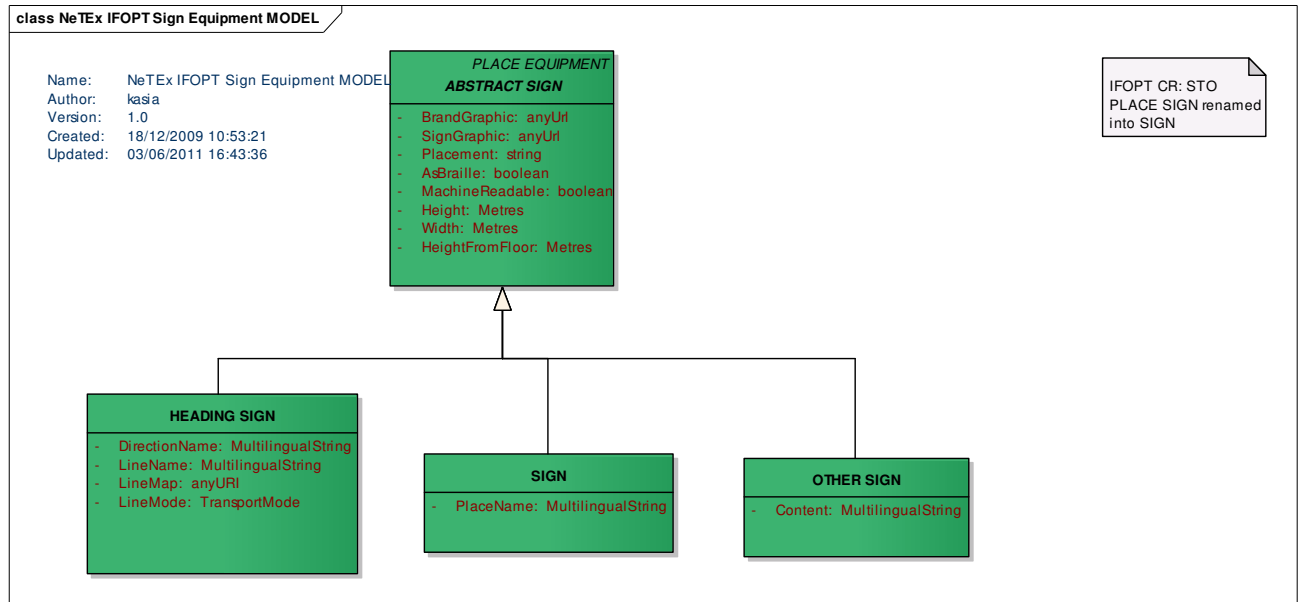 class NeTEx IFOPT Sign Equipment MODEL
Name: NeTEx IFOPT Sign Equipment MODEL
Author: kasia
Version: 1.0
Created: 18/12/2009 10:53:21
Updated: 03/06/2011 16:43:36
PLACE EQUIPMENT
ABSTRACT SIGN
- BrandGraphic: anyUrl
- SignGraphic: anyUrl
- Placement: string
- AsBraille: boolean
- MachineReadable: boolean
- Height: Metres
- Width: Metres
- HeightFromFloor: Metres
IFOPT CR: STO
PLACE SIGN renamed
into SIGN
HEADING SIGN
- DirectionName: MultilingualString
- LineName: MultilingualString
- LineMap: anyURI
- LineMode: TransportMode
SIGN
- PlaceName: MultilingualString
OTHER SIGN
- Content: MultilingualString